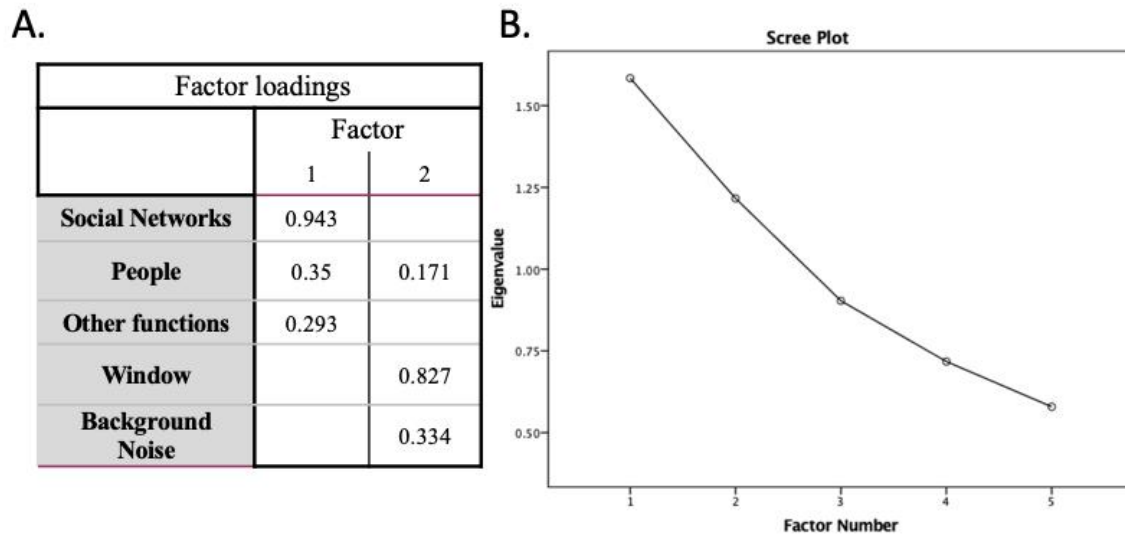 A.
Factor loadings
Factor
1 2
Social Networks 0.943
People 0.35 0.171
Other functions 0.293
Window 0.827
Background
Noise 0.334
B.
Scree Plot
Eigenvalue
1.50
1.25
1.00
0.75
0.50
1 2 3 4 5
Factor Number